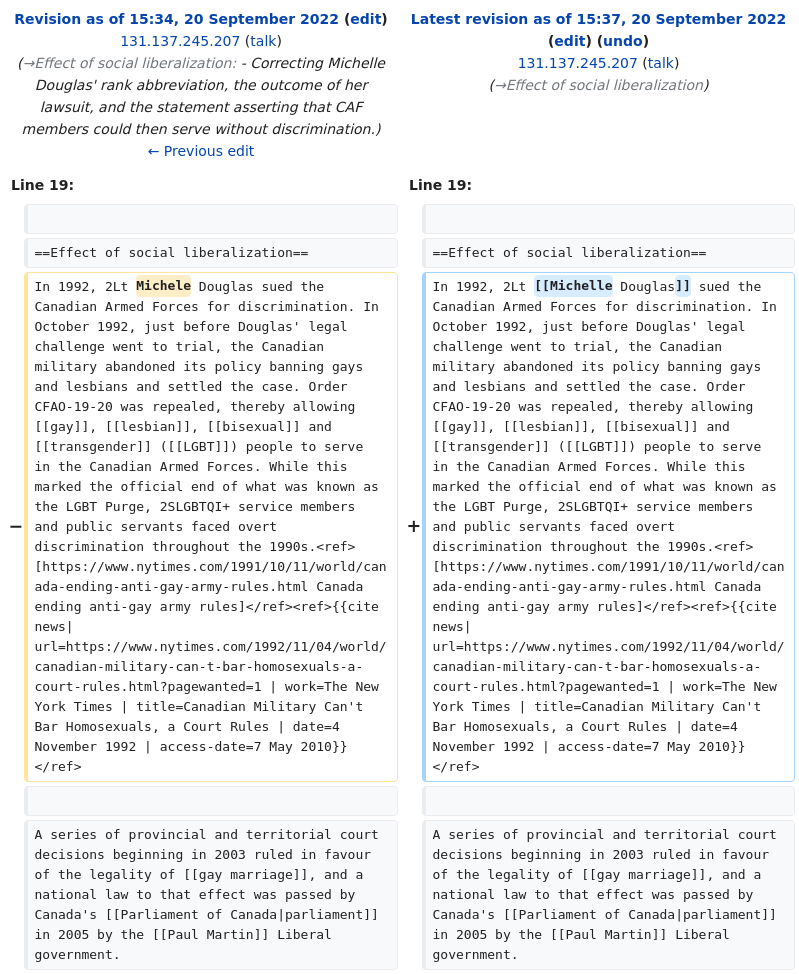 Revision as of 15:34, 20 September 2022 (edit)
131.137.245.207 (talk)
(→Effect of social liberalization: - Correcting Michelle
Douglas' rank abbreviation, the outcome of her
lawsuit, and the statement asserting that CAF
members could then serve without discrimination.)
← Previous edit
Latest revision as of 15:37, 20 September 2022
(edit) (undo)
131.137.245.207 (talk)
(→Effect of social liberalization)
Line 19:
Line 19:
==Effect of social liberalization==
==Effect of social liberalization==
−
In 1992, 2Lt Michele Douglas sued the
Canadian Armed Forces for discrimination. In
October 1992, just before Douglas' legal
challenge went to trial, the Canadian
military abandoned its policy banning gays
and lesbians and settled the case. Order
CFAO-19-20 was repealed, thereby allowing
[[gay]], [[lesbian]], [[bisexual]] and
[[transgender]] ([[LGBT]]) people to serve
in the Canadian Armed Forces. While this
marked the official end of what was known as
the LGBT Purge, 2SLGBTQI+ service members
and public servants faced overt
discrimination throughout the 1990s.<ref>
[https://www.nytimes.com/1991/10/11/world/can
ada-ending-anti-gay-army-rules.html Canada
ending anti-gay army rules]</ref><ref>{{cite
news|
url=https://www.nytimes.com/1992/11/04/world/
canadian-military-can-t-bar-homosexuals-a-
court-rules.html?pagewanted=1 | work=The New
York Times | title=Canadian Military Can't
Bar Homosexuals, a Court Rules | date=4
November 1992 | access-date=7 May 2010}}
</ref>
+
In 1992, 2Lt [[Michelle Douglas]] sued the
Canadian Armed Forces for discrimination. In
October 1992, just before Douglas' legal
challenge went to trial, the Canadian
military abandoned its policy banning gays
and lesbians and settled the case. Order
CFAO-19-20 was repealed, thereby allowing
[[gay]], [[lesbian]], [[bisexual]] and
[[transgender]] ([[LGBT]]) people to serve
in the Canadian Armed Forces. While this
marked the official end of what was known as
the LGBT Purge, 2SLGBTQI+ service members
and public servants faced overt
discrimination throughout the 1990s.<ref>
[https://www.nytimes.com/1991/10/11/world/can
ada-ending-anti-gay-army-rules.html Canada
ending anti-gay army rules]</ref><ref>{{cite
news|
url=https://www.nytimes.com/1992/11/04/world/
canadian-military-can-t-bar-homosexuals-a-
court-rules.html?pagewanted=1 | work=The New
York Times | title=Canadian Military Can't
Bar Homosexuals, a Court Rules | date=4
November 1992 | access-date=7 May 2010}}
</ref>
A series of provincial and territorial court
decisions beginning in 2003 ruled in favour
of the legality of [[gay marriage]], and a
national law to that effect was passed by
Canada's [[Parliament of Canada|parliament]]
in 2005 by the [[Paul Martin]] Liberal
government.
A series of provincial and territorial court
decisions beginning in 2003 ruled in favour
of the legality of [[gay marriage]], and a
national law to that effect was passed by
Canada's [[Parliament of Canada|parliament]]
in 2005 by the [[Paul Martin]] Liberal
government.